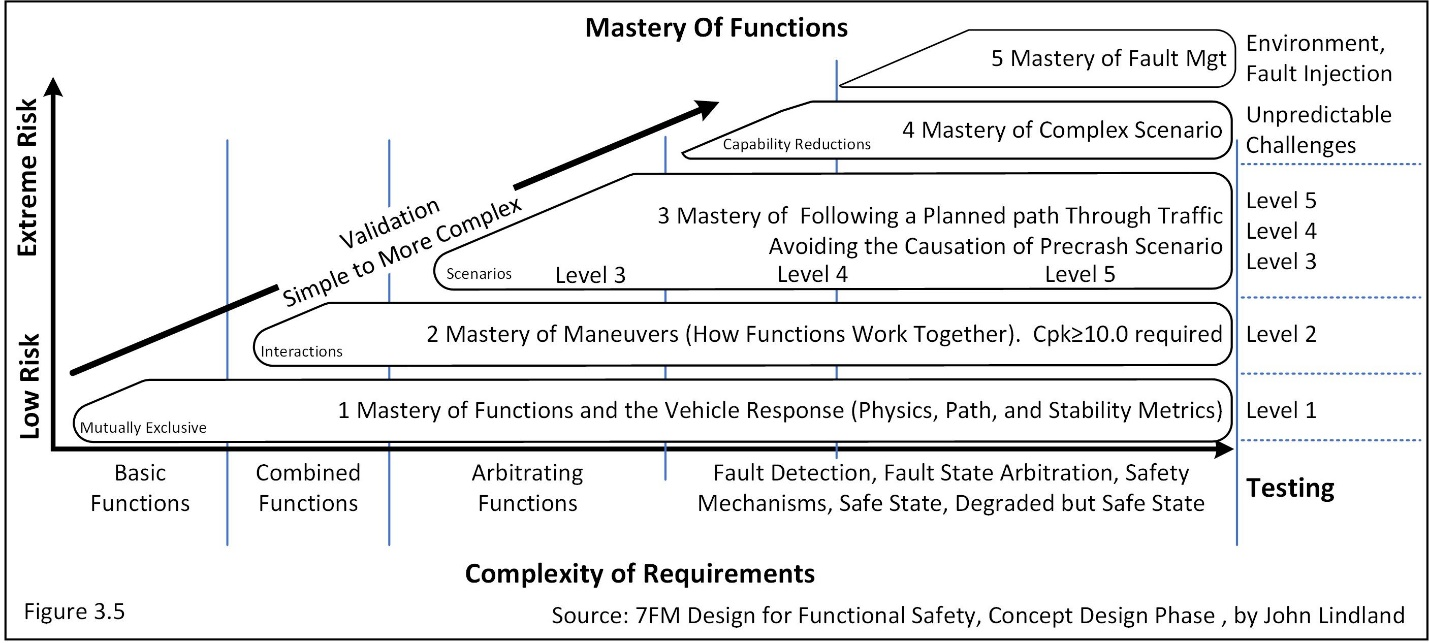 Mastery Of Functions
5 Mastery of Fault Mgt
Environment,
Fault Injection
4 Mastery of Complex Scenario
Capability Reductions
Unpredictable
Challenges
Extreme Risk
Low Risk
Validation
Simple to More Complex
3 Mastery of  Following a Planned path Through Traffic
Avoiding the Causation of Precrash Scenario
Scenarios
Level 3
Level 4
Level 5
Level 5
Level 4
Level 3
2 Mastery of Maneuvers (How Functions Work Together).  Cpk≥10.0 required
Interactions
Level 2
1 Mastery of Functions and the Vehicle Response (Physics, Path, and Stability Metrics)
Mutually Exclusive
Level 1
Basic
Functions
Combined
Functions
Arbitrating
Functions
Fault Detection, Fault State Arbitration, Safety
Mechanisms, Safe State, Degraded but Safe State
Testing
Complexity of Requirements
Figure 3.5
Source: 7FM Design for Functional Safety, Concept Design Phase , by John Lindland